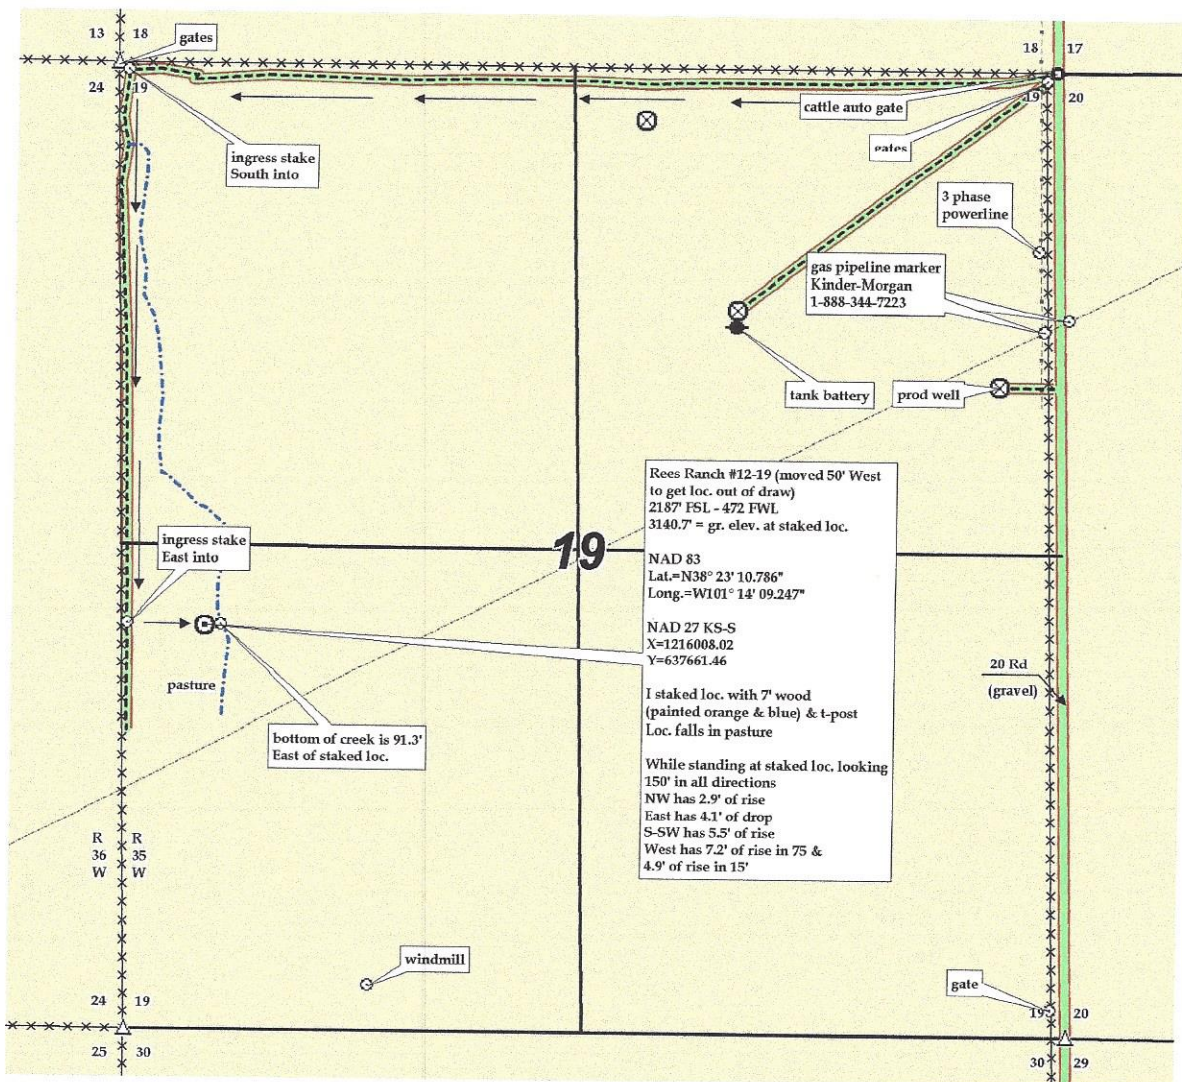 13 18
gates
18 17
24 19
19 20
cattle auto gate
gates
ingress stake
South into
3 phase
powerline
gas pipeline marker
Kinder-Morgan
1-888-344-7223
tank battery
prod well
Rees Ranch #12-19 (moved 50' West
to get loc. out of draw)
2187' FSL - 472 FWL
3140.7' = gr. elev. at staked loc.
NAD 83
Lat.=N38° 23' 10.786"
Long.=W101° 14' 09.247"
NAD 27 KS-S
X=1216008.02
Y=637661.46
I staked loc. with 7' wood
(painted orange & blue) & t-post
Loc. falls in pasture
While standing at staked loc. looking
150' in all directions
NW has 2.9' of rise
East has 4.1' of drop
S-SW has 5.5' of rise
West has 7.2' of rise in 75 &
4.9' of rise in 15'
19
ingress stake
East into
pasture
20 Rd
(gravel)
bottom of creek is 91.3'
East of staked loc.
R R
36 35
W W
windmill
gate
24 19
19 20
25 30
30 29